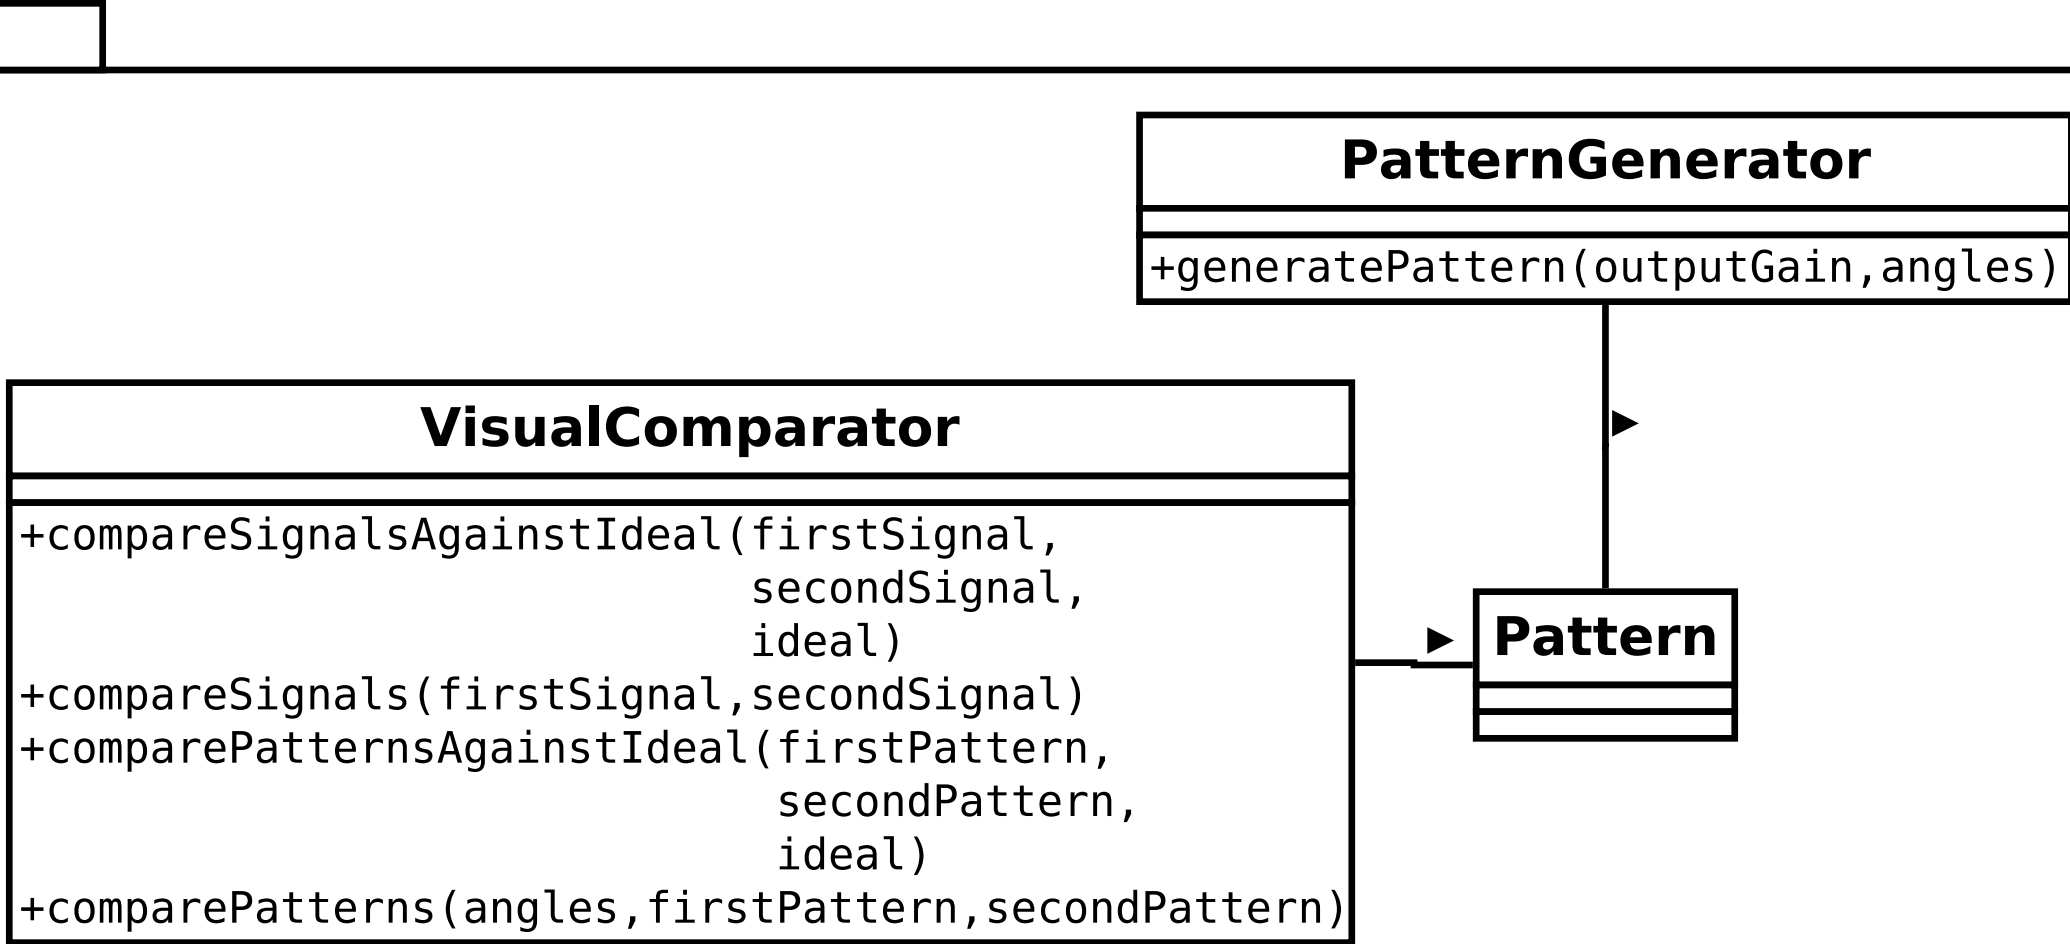 PatternGenerator
+generatePattern(outputGain,angles)
VisualComparator
+compareSignalsAgainstIdeal(firstSignal,
secondSignal,
ideal)
+compareSignals(firstSignal,secondSignal)
+comparePatternsAgainstIdeal(firstPattern,
secondPattern,
ideal)
+comparePatterns(angles,firstPattern,secondPattern)
Pattern